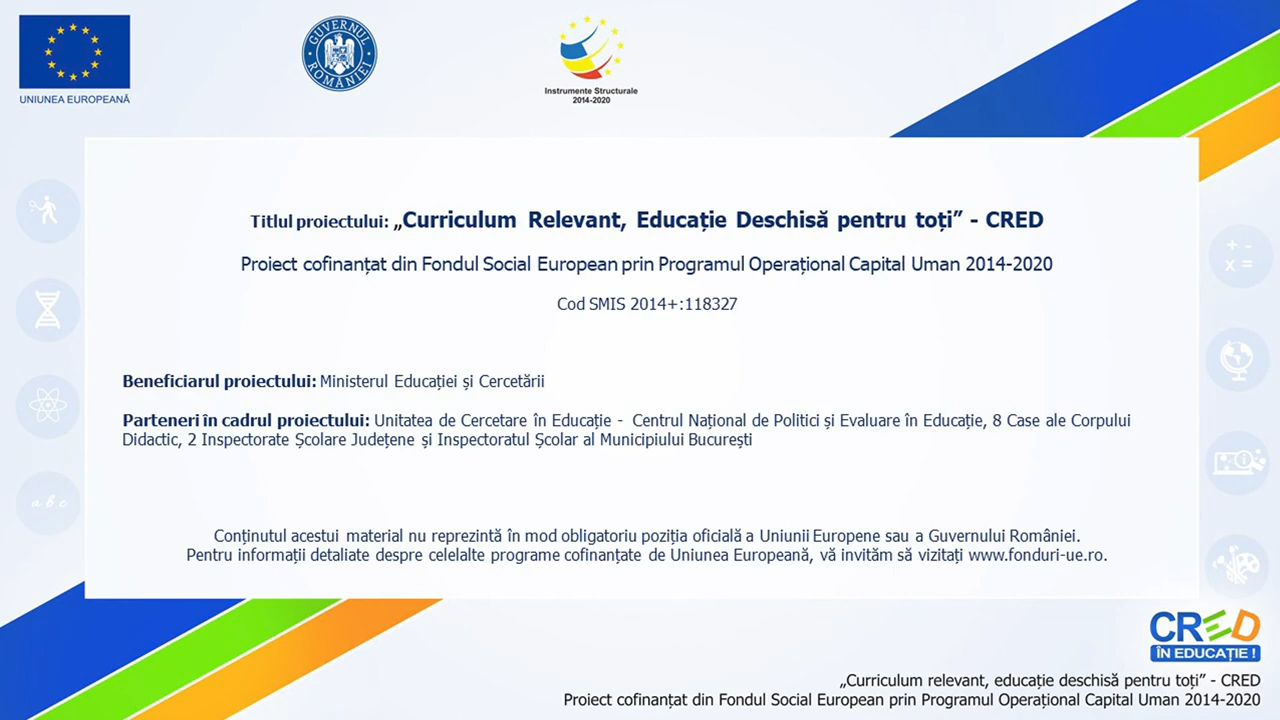 UNIUNEA EUROPEANĂ
GUVERNUL ROMÂNIEI
Instrumente Structurale
2014-2020
Titlul proiectului: „Curriculum Relevant, Educație Deschisă pentru toți” - CRED
Proiect cofinanțat din Fondul Social European prin Programul Operațional Capital Uman 2014-2020
Cod SMIS 2014+:118327
Beneficiarul proiectului: Ministerul Educației și Cercetării
Parteneri în cadrul proiectului: Unitatea de Cercetare în Educație - Centrul Național de Politici și Evaluare în Educație, 8 Case ale Corpului
Didactic, 2 Inspectorate Școlare Județene și Inspectoratul Școlar al Municipiului București
a b c
+ -
x =
Conținutul acestui material nu reprezintă în mod obligatoriu poziția oficială a Uniunii Europene sau a Guvernului României.
Pentru informații detaliate despre celelalte programe cofinanțate de Uniunea Europeană, vă invităm să vizitați www.fonduri-ue.ro.
CRED
ÎN EDUCAȚIE !
„Curriculum relevant, educație deschisă pentru toți” - CRED
Proiect cofinanțat din Fondul Social European prin Programul Operațional Capital Uman 2014-2020